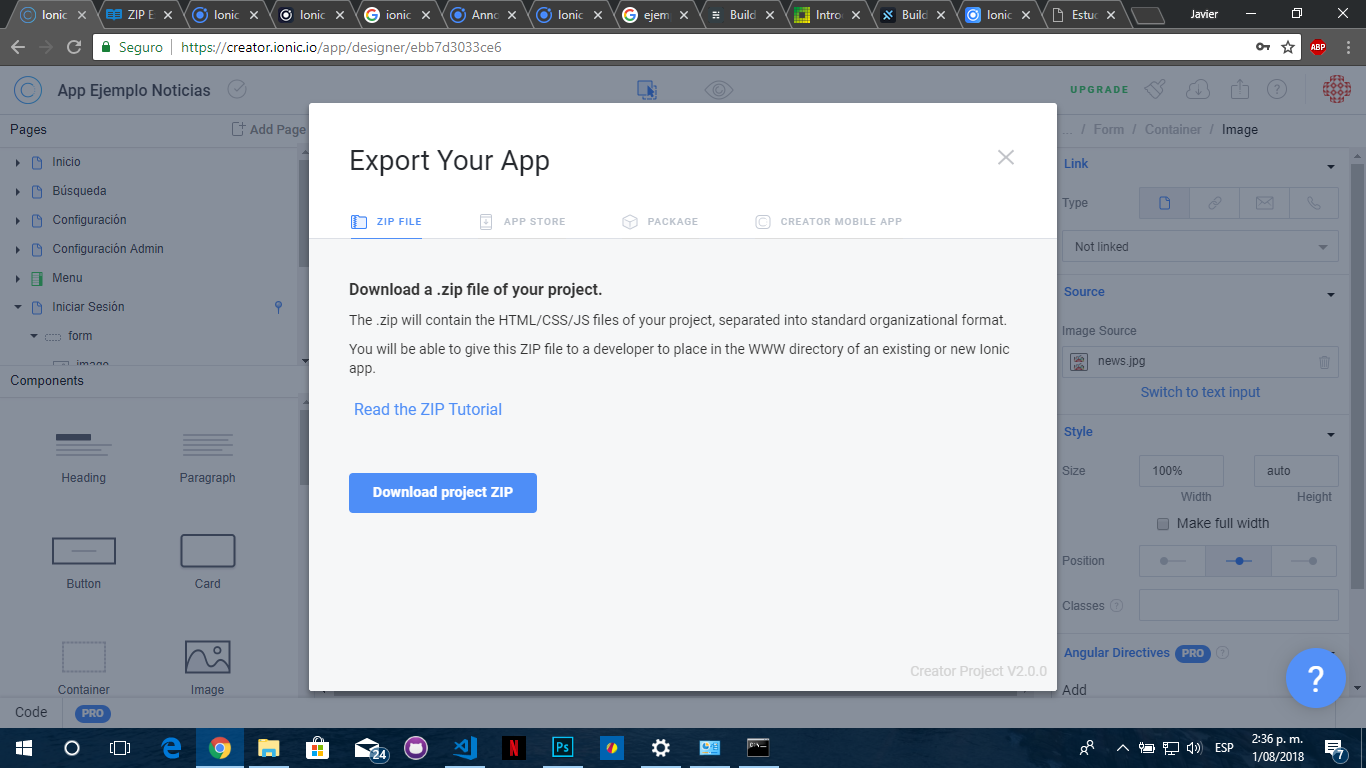 Ionic
ZIP E
Ionic
Ionic
ionic
Anno
Ionic
ejem
Build
Introd
Build
Ionic
Estud
Javier
Seguro
https://creator.ionic.io/app/designer/ebb7d3033ce6
ABP
App Ejemplo Noticias
UPGRADE
Pages
Add Page
... / Form / Container / Image
Inicio
Búsqueda
Configuración
Configuración Admin
Menu
Iniciar Sesión
form
image
Components
Heading
Paragraph
Button
Card
Container
Image
Code
PRO
Export Your App
ZIP FILE
APP STORE
PACKAGE
CREATOR MOBILE APP
Download a .zip file of your project.
The .zip will contain the HTML/CSS/JS files of your project, separated into standard organizational format.
You will be able to give this ZIP file to a developer to place in the WWW directory of an existing or new Ionic
app.
Read the ZIP Tutorial
Download project ZIP
Creator Project V2.0.0
Link
Type
Not linked
Source
Image Source
news.jpg
Switch to text input
Style
Size
100%
auto
Width
Height
Make full width
Position
Classes
Angular Directives PRO
Add
?
24
N
Ps
ESP
2:36 p. m.
1/08/2018
7